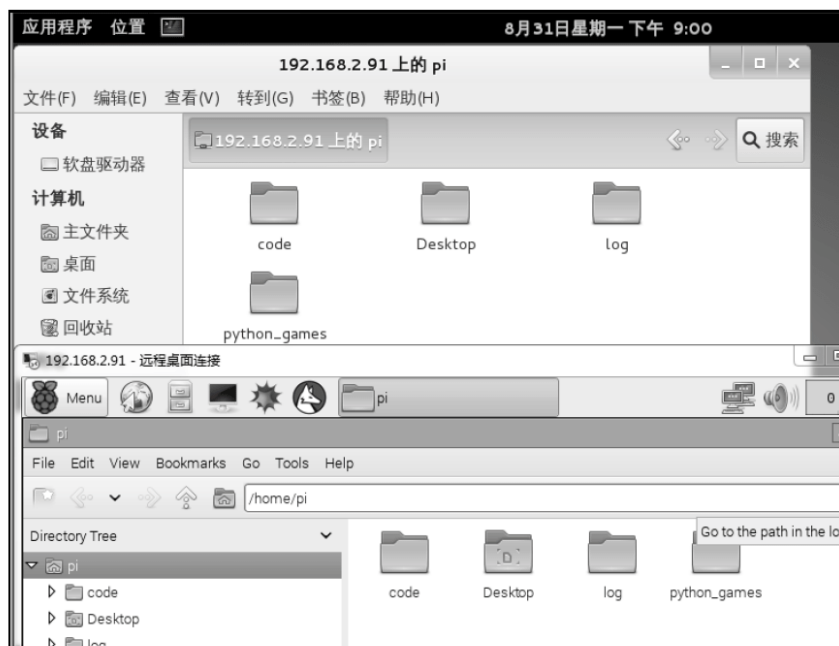 应用程序 位置 8月31日星期一 下午 9:00
192.168.2.91 上的 pi
文件(F) 编辑(E) 查看(V) 转到(G) 书签(B) 帮助(H)
设备
192.168.2.91 上的 pi
搜索
软盘驱动器
计算机
主文件夹
桌面
文件系统
回收站
code Desktop log
python_games
192.168.2.91 - 远程桌面连接
Menu pi 0
pi
File Edit View Bookmarks Go Tools Help
/home/pi
Go to the path in the lo
Directory Tree
pi
code
Desktop
log
code Desktop log python_games